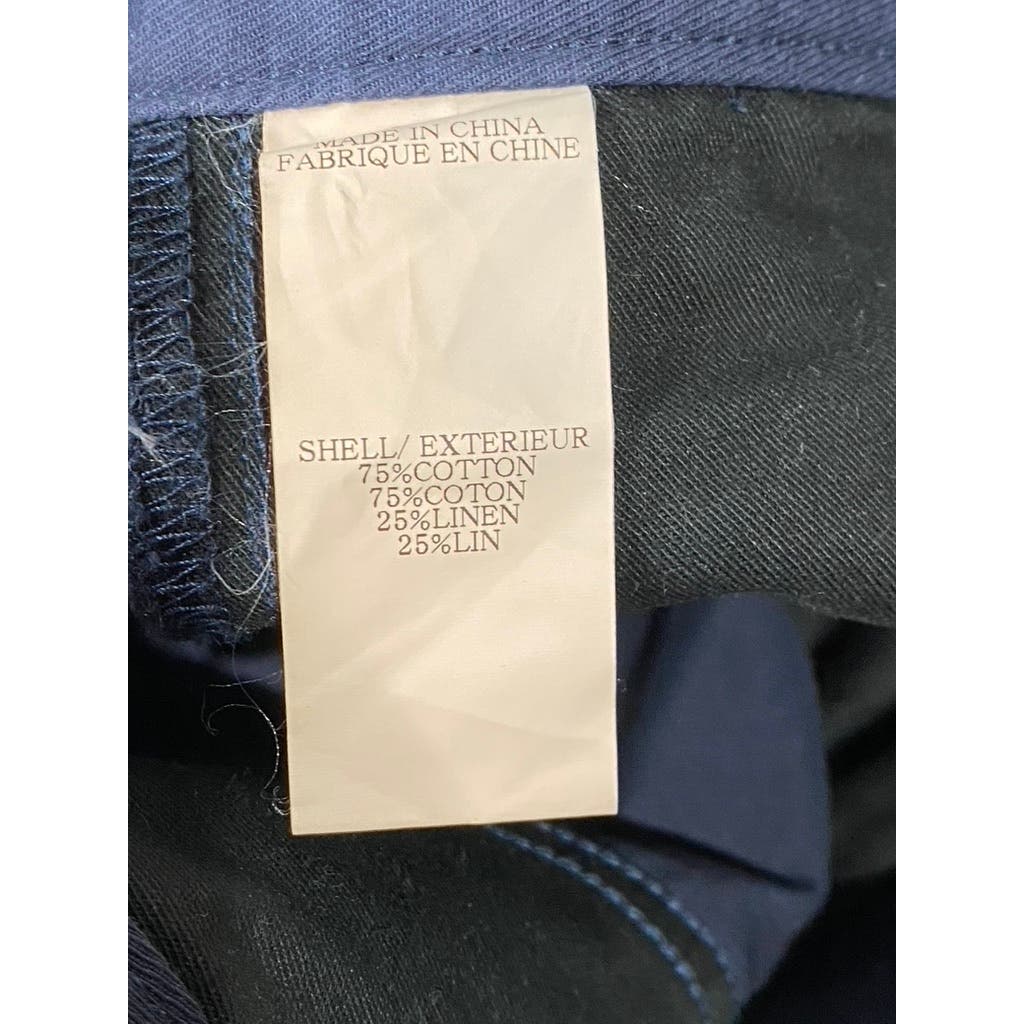 MADE IN CHINA
FABRIQUE EN CHINE
SHELL/ EXTERIEUR
75%COTTON
75%COTON
25%LINEN
25%LIN